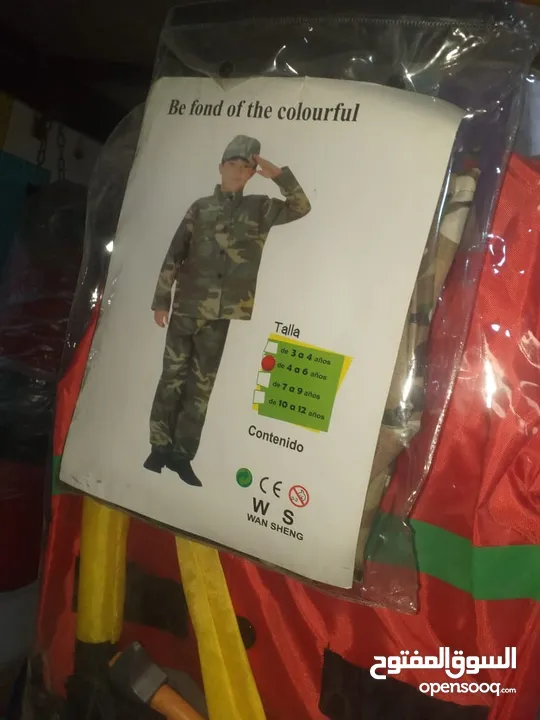 Be fond of the colourful
Talla
de 3 a 4 años
de 4 a 6 años
de 7 a 9 años
de 10 a 12 años
Contenido
CE
W S
WAN SHENG
السوق المفتوح
opensooq.com